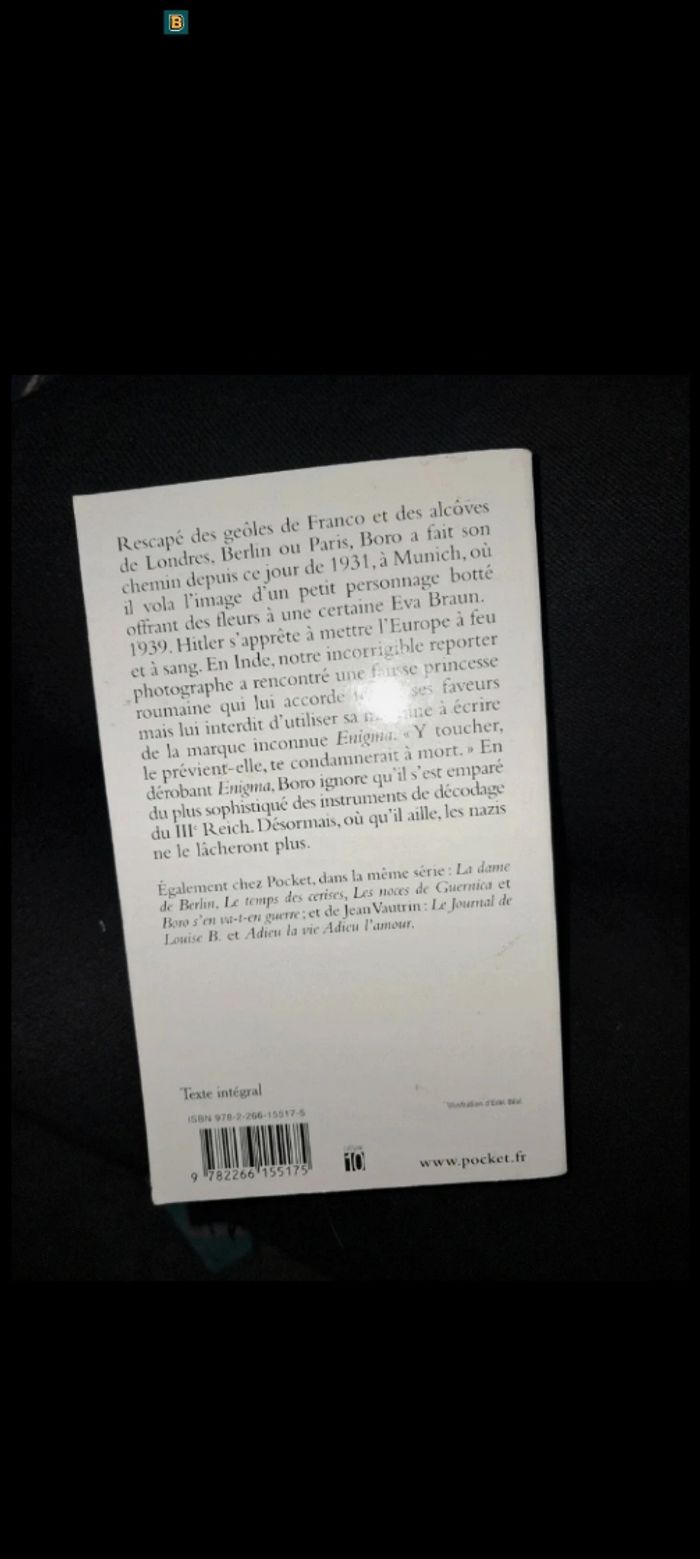 B
Rescapé des geôles de Franco et des alcôves
de Londres, Berlin ou Paris, Boro a fait son
chemin depuis ce jour de 1931, à Munich, où
il vola l'image d'un petit personnage botté
offrant des fleurs à une certaine Eva Braun.
1939. Hitler s'apprête à mettre l'Europe à feu
et à sang. En Inde, notre incorrigible reporter
photographe a rencontré une fausse princesse
roumaine qui lui accorde ses faveurs
mais lui interdit d'utiliser sa à écrire
de la marque inconnue Enigma. « Y toucher,
le prévient-elle, te condamnerait à mort. » En
dérobant Enigma, Boro ignore qu'il s'est emparé
du plus sophistiqué des instruments de décodage
du IIIe Reich. Désormais, où qu'il aille, les nazis
ne le lâcheront plus.
Également chez Pocket, dans la même série : La dame
de Berlin, Le temps des cerises, Les noces de Guernica et
Boro s'en va-t-en guerre ; et de Jean Vautrin : Le Journal de
Louise B. et Adieu la vie Adieu l'amour.
Texte intégral
Illustration d'Enki Bilal
ISBN 978-2-266-15517-5
9 782266 155175
10
www.pocket.fr